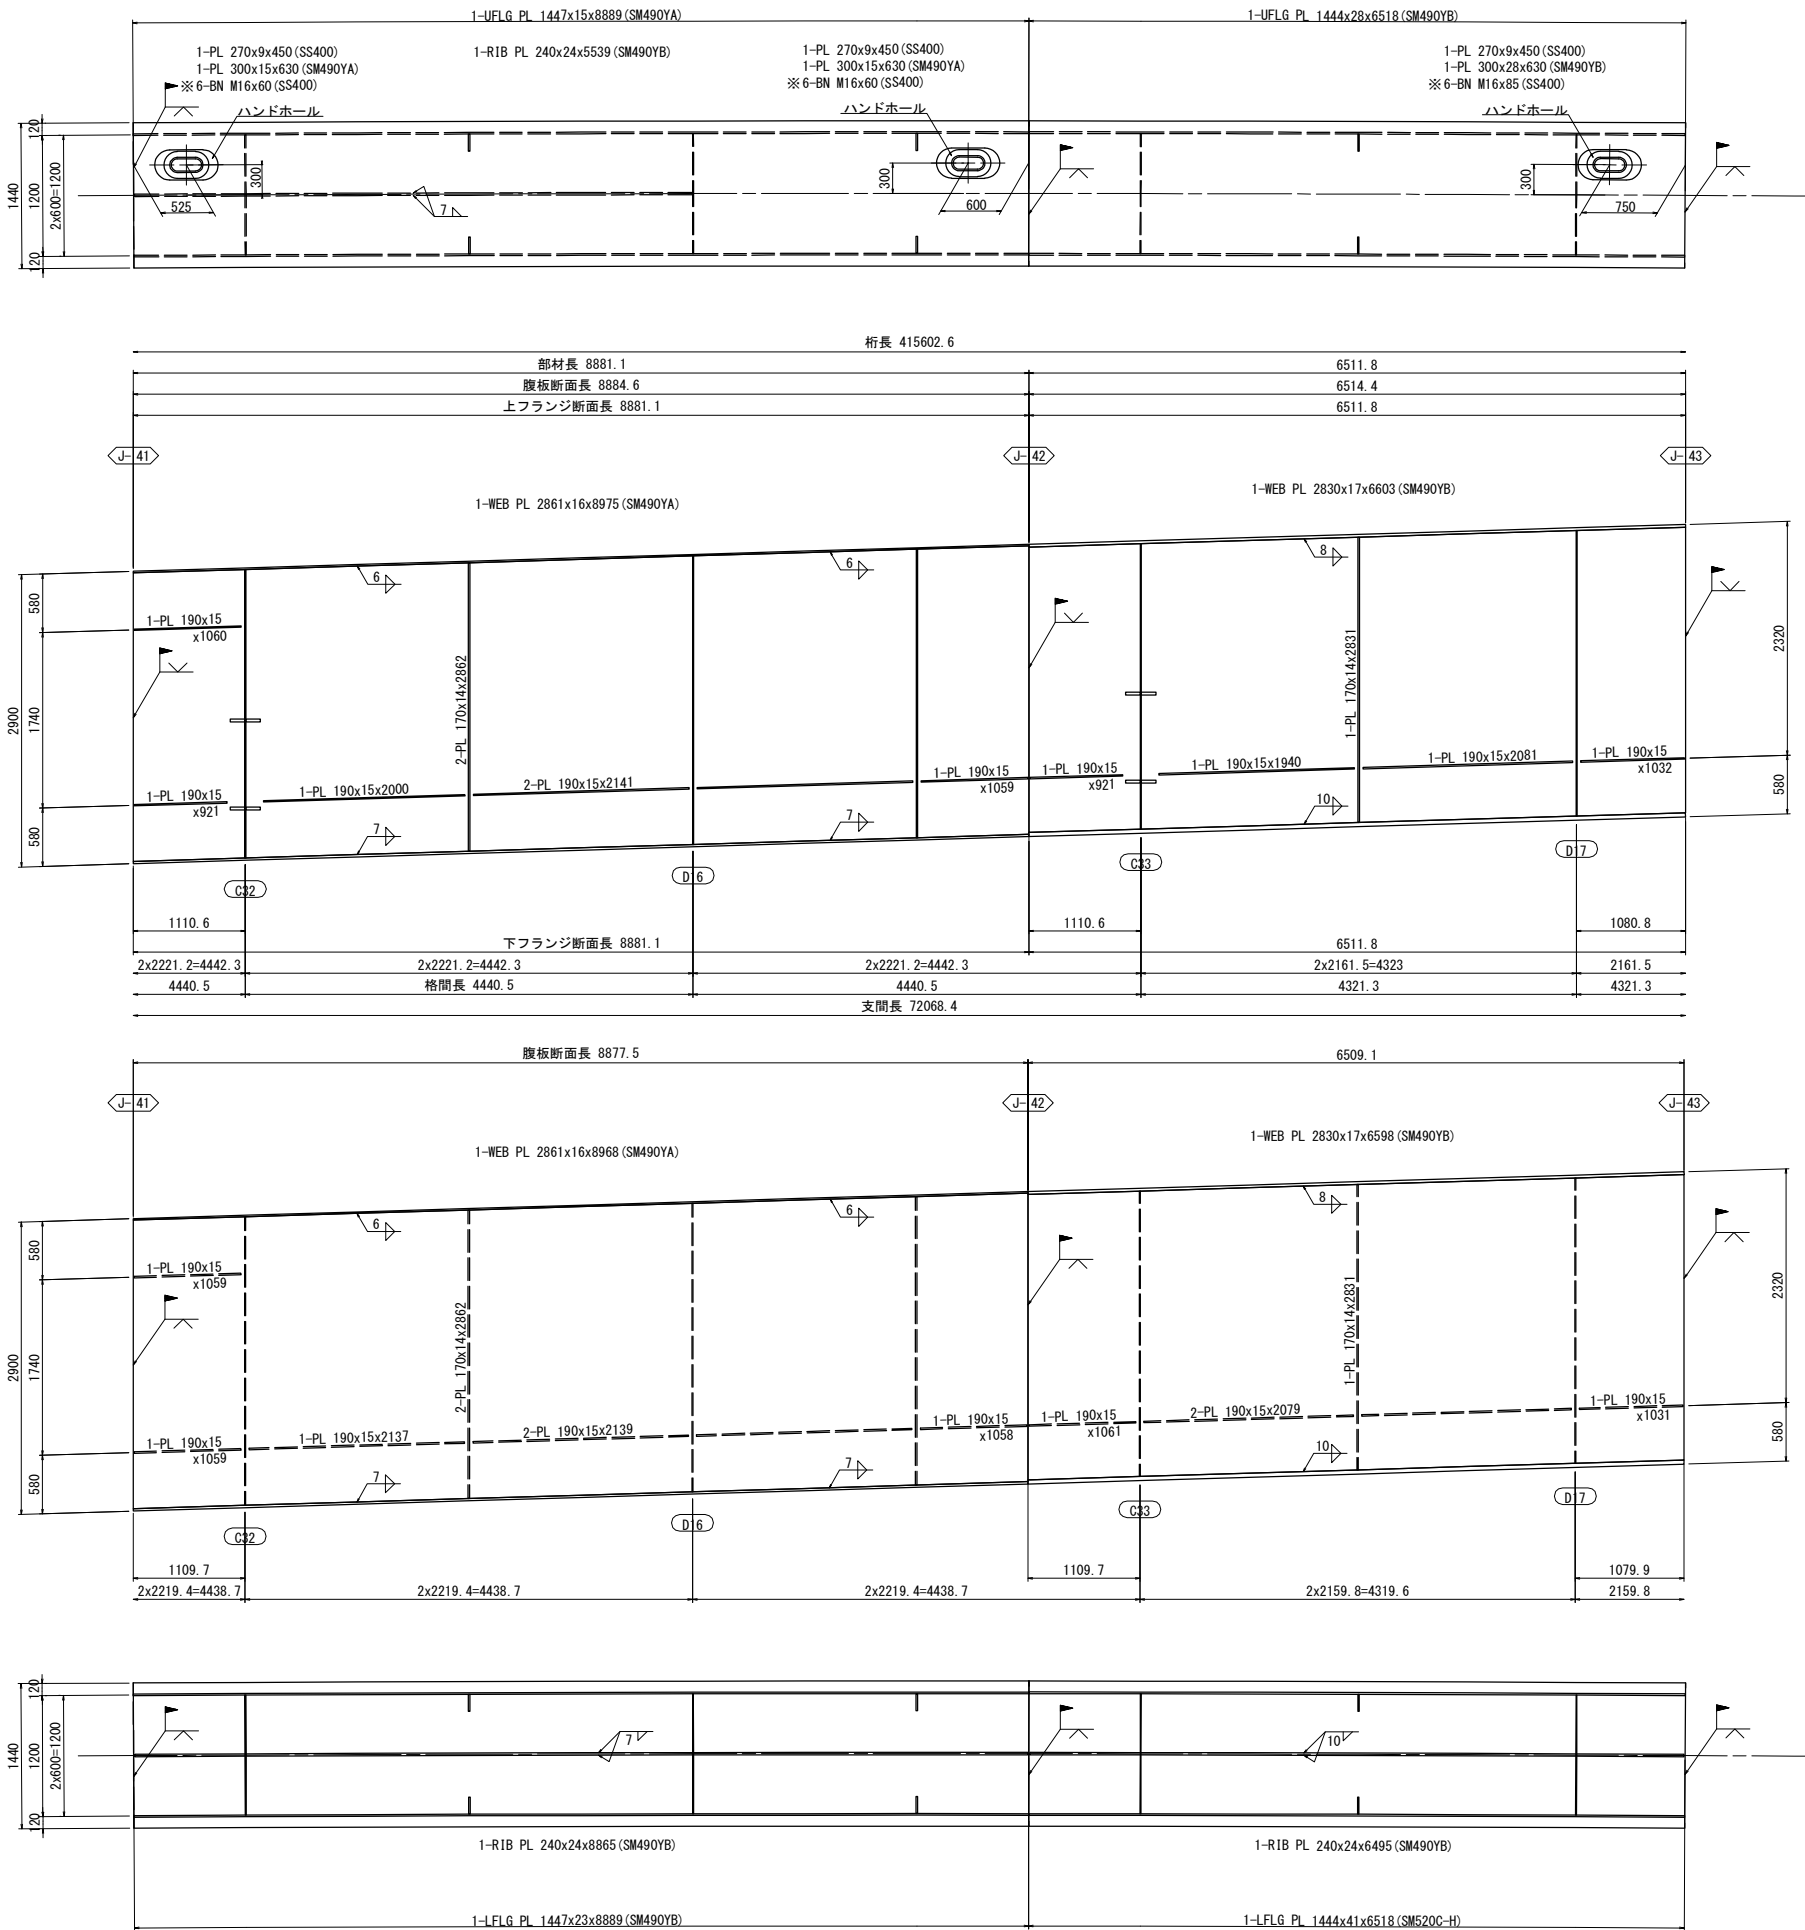 1-UFLG PL 1447x15x8889(SM490YA)
1-UFLG PL 1444x28x6518(SM490YB)
1-PL 270x9x450(SS400)
1-PL 300x15x630(SM490YA)
※6-BN M16x60(SS400)
ハンドホール
1-RIB PL 240x24x5539(SM490YB)
1-PL 270x9x450(SS400)
1-PL 300x15x630(SM490YA)
※6-BN M16x60(SS400)
ハンドホール
1-PL 270x9x450(SS400)
1-PL 300x28x630(SM490YB)
※6-BN M16x85(SS400)
ハンドホール
1440
120
1200
120
2x600=1200
525
300
7
300
600
300
750
桁長 415602.6
部材長 8881.1
6511.8
腹板断面長 8884.6
6514.4
上フランジ断面長 8881.1
6511.8
J-41
J-42
J-43
1-WEB PL 2861x16x8975(SM490YA)
1-WEB PL 2830x17x6603(SM490YB)
2900
580
1740
580
2320
580
6
6
8
1-PL 190x15
x1060
2-PL 170x14x2862
1-PL 170x14x2831
1-PL 190x15
x921
1-PL 190x15x2000
2-PL 190x15x2141
1-PL 190x15
x1059
1-PL 190x15
x921
1-PL 190x15x1940
1-PL 190x15x2081
1-PL 190x15
x1032
7
7
10
C32
D16
C33
D17
1110.6
1110.6
1080.8
下フランジ断面長 8881.1
6511.8
2x2221.2=4442.3
2x2221.2=4442.3
2x2221.2=4442.3
2x2161.5=4323
2161.5
4440.5
格間長 4440.5
4440.5
4321.3
4321.3
支間長 72068.4
腹板断面長 8877.5
6509.1
J-41
J-42
J-43
1-WEB PL 2861x16x8968(SM490YA)
1-WEB PL 2830x17x6598(SM490YB)
2900
580
1740
580
2320
580
6
6
8
1-PL 190x15
x1059
2-PL 170x14x2862
1-PL 170x14x2831
1-PL 190x15
x1059
1-PL 190x15x2137
2-PL 190x15x2139
1-PL 190x15
x1058
1-PL 190x15
x1061
2-PL 190x15x2079
1-PL 190x15
x1031
7
7
10
C32
D16
C33
D17
1109.7
1109.7
1079.9
2x2219.4=4438.7
2x2219.4=4438.7
2x2219.4=4438.7
2x2159.8=4319.6
2159.8
1440
120
1200
120
2x600=1200
7
10
1-RIB PL 240x24x8865(SM490YB)
1-RIB PL 240x24x6495(SM490YB)
1-LFLG PL 1447x23x8889(SM490YB)
1-LFLG PL 1444x41x6518(SM520C-H)